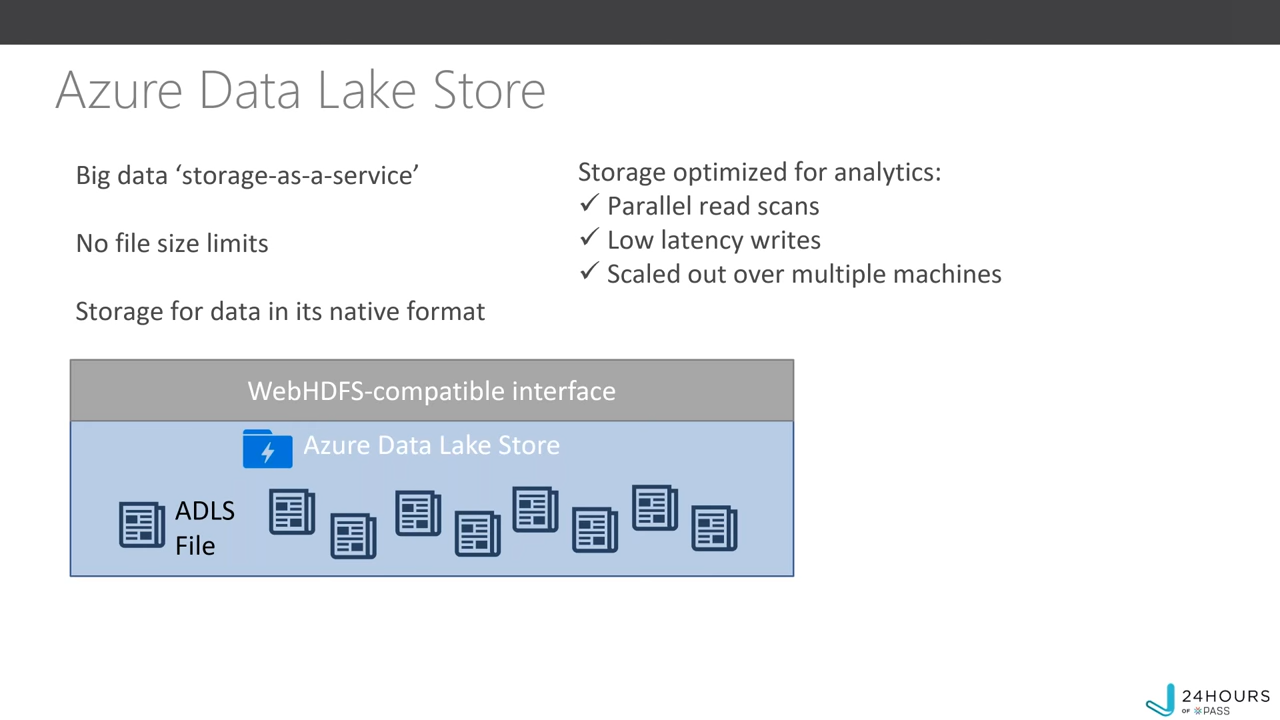 Azure Data Lake Store
Big data ‘storage-as-a-service’
No file size limits
Storage for data in its native format
Storage optimized for analytics:
✓ Parallel read scans
✓ Low latency writes
✓ Scaled out over multiple machines
WebHDFS-compatible interface
Azure Data Lake Store
ADLS
File
24HOURS
OF PASS